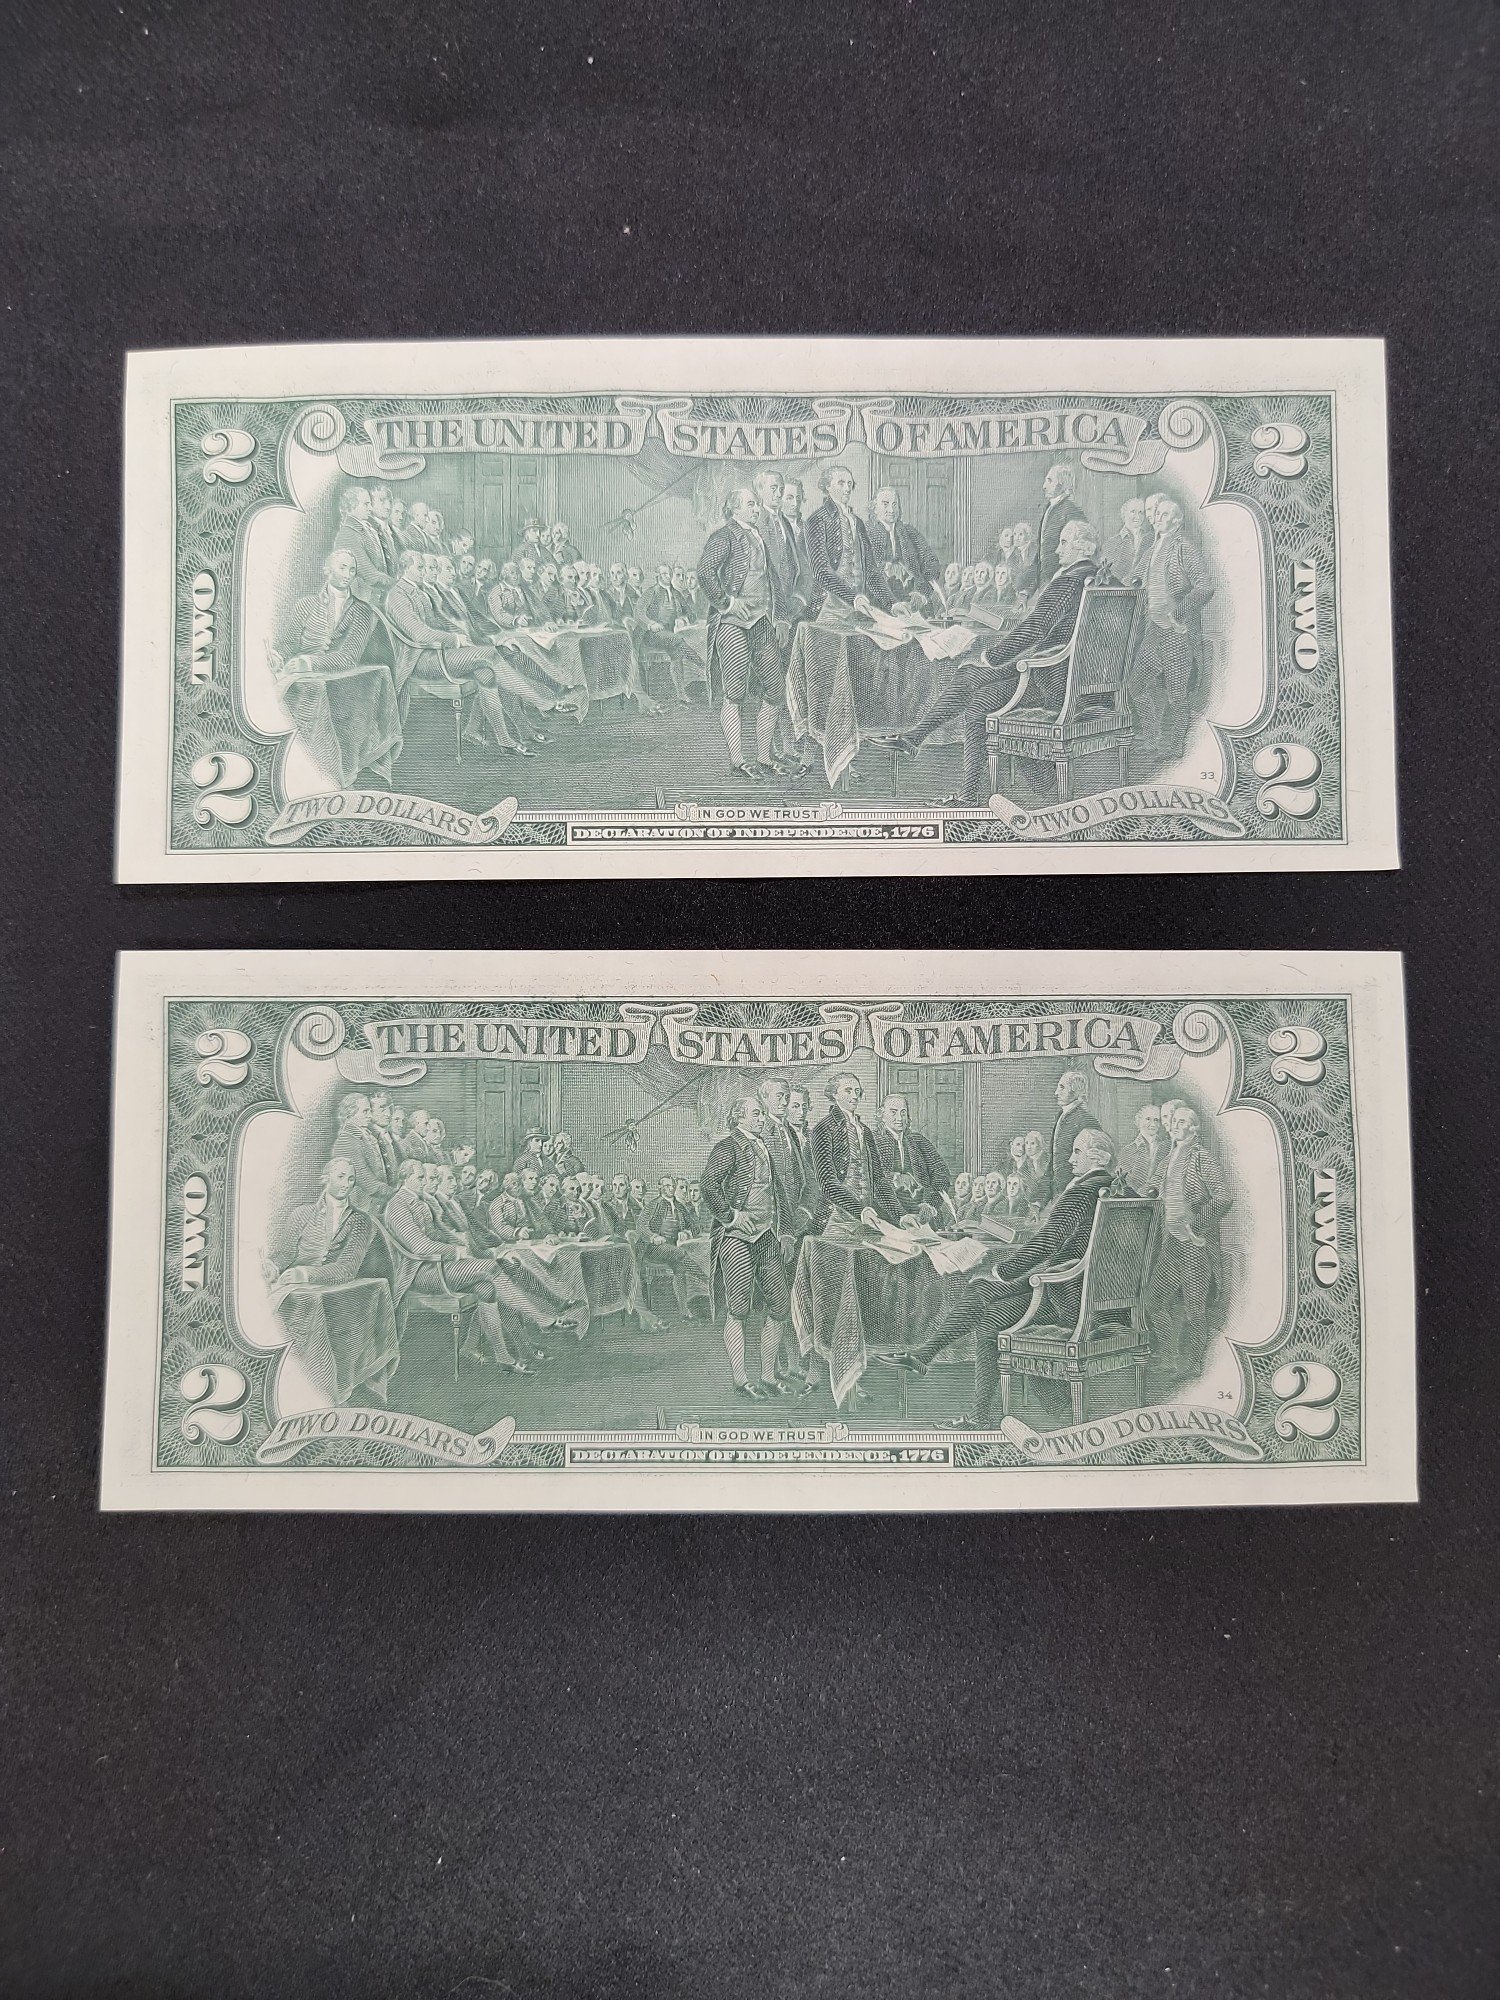 2 THE UNITED STATES OF AMERICA 2
TWO TWO
33
2 TWO DOLLARS IN GOD WE TRUST TWO DOLLARS 2
DECLARATION OF INDEPENDENCE, 1776
2 THE UNITED STATES OF AMERICA 2
TWO TWO
34
2 TWO DOLLARS IN GOD WE TRUST TWO DOLLARS 2
DECLARATION OF INDEPENDENCE, 1776